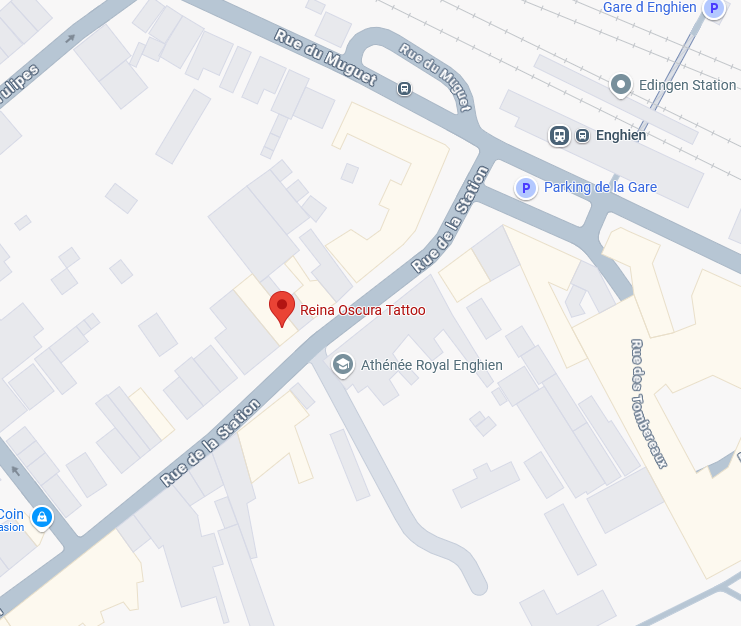 Gare d Enghien
P
Rue du Muguet
Rue du Muguet
Edingen Station
Enghien
P
Parking de la Gare
Rue de la Station
Reina Oscura Tattoo
Athénée Royal Enghien
Rue des Tombereaux
Rue de la Station
Coin